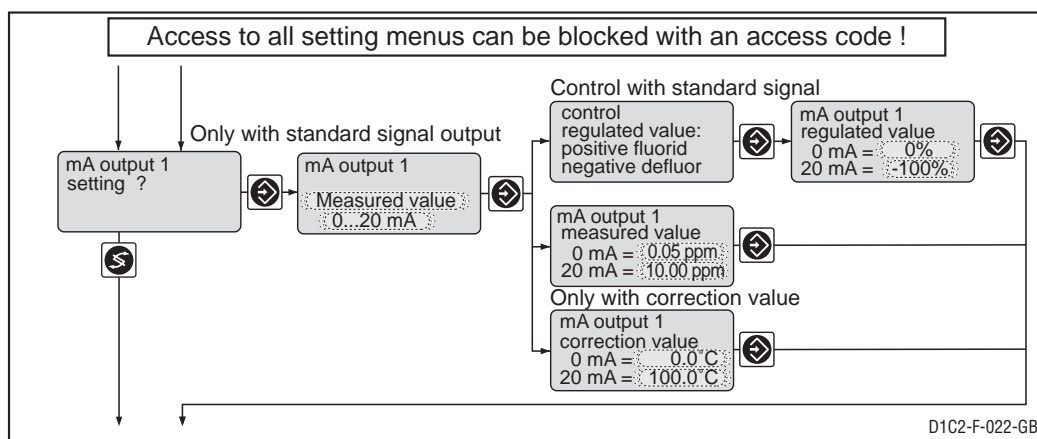 Access to all setting menus can be blocked with an access code !
Only with standard signal output
mA output 1
setting ?
mA output 1
Measured value
0...20 mA
Control with standard signal
control
regulated value:
positive fluorid
negative defluor
mA output 1
regulated value
0 mA = 0%
20 mA = -100%
mA output 1
measured value
0 mA = 0.05 ppm
20 mA = 10.00 ppm
Only with correction value
mA output 1
correction value
0 mA = 0.0°C
20 mA = 100.0°C
D1C2-F-022-GB